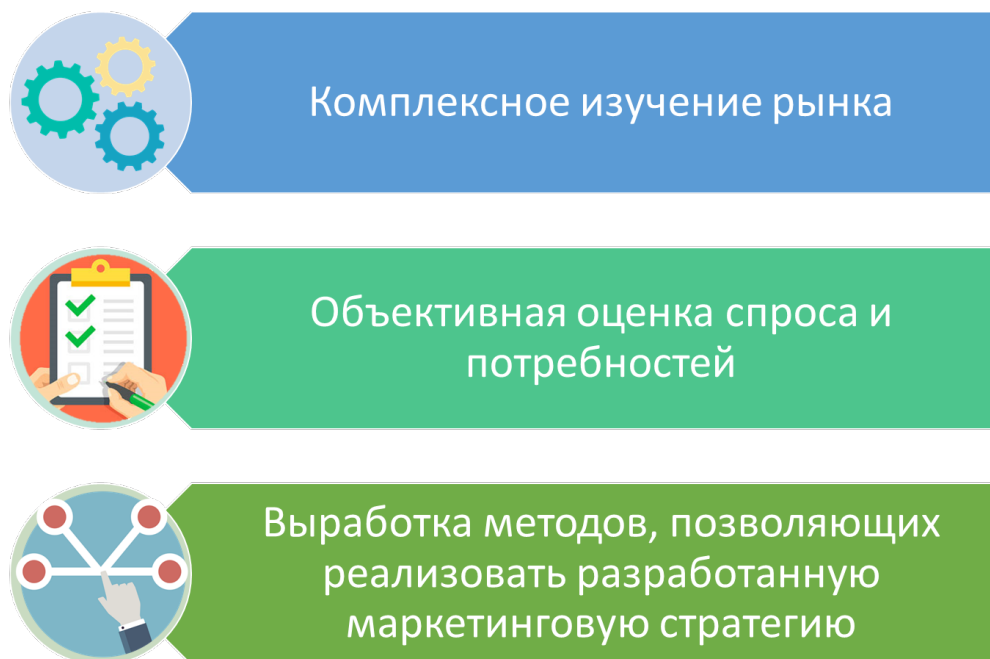 Комплексное изучение рынка
Объективная оценка спроса и
потребностей
Выработка методов, позволяющих
реализовать разработанную
маркетинговую стратегию